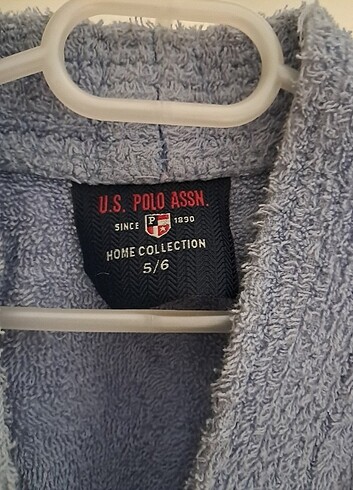 U.S. POLO ASSN.
SINCE P 1890
HOME COLLECTION
5/6